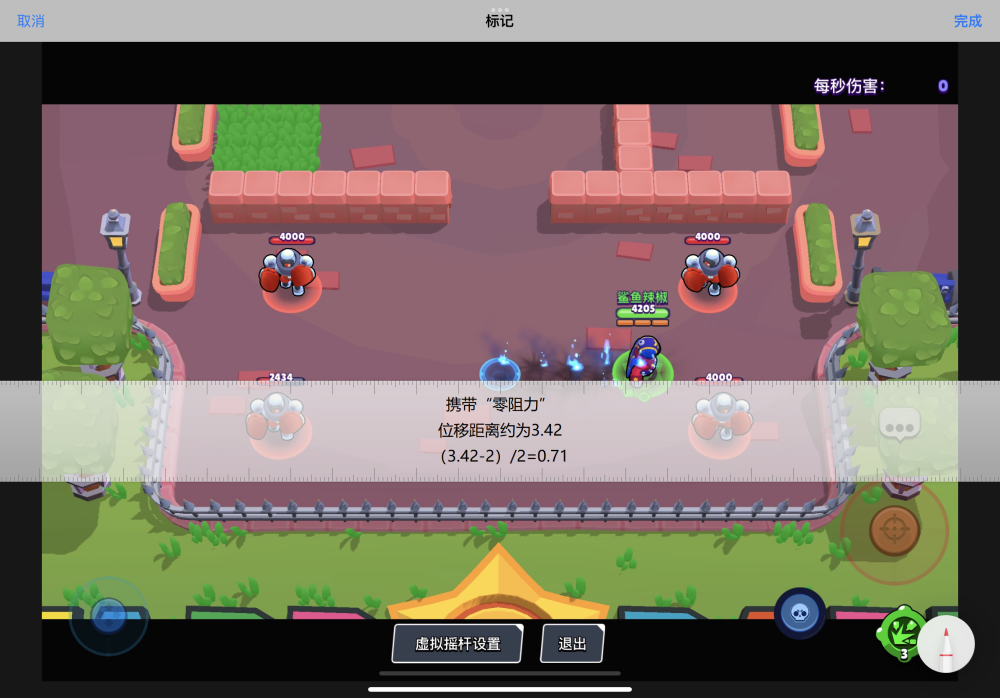 取消
标记
完成
每秒伤害：
0
4000
4000
鲨鱼辣椒
4205
2434
4000
携带“零阻力”
位移距离约为3.42
（3.42-2）/2=0.71
虚拟摇杆设置
退出
3